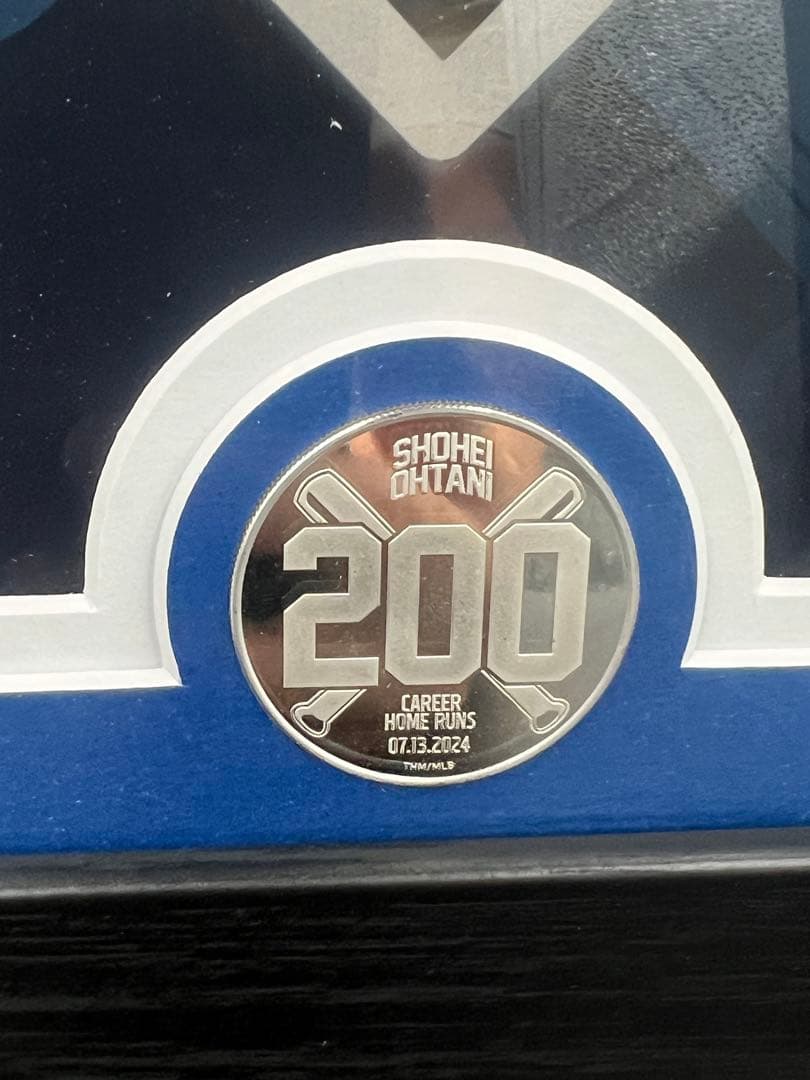 SHOHEI
OHTANI
200
CAREER
HOME RUNS
07.13.2024
THM/MLB